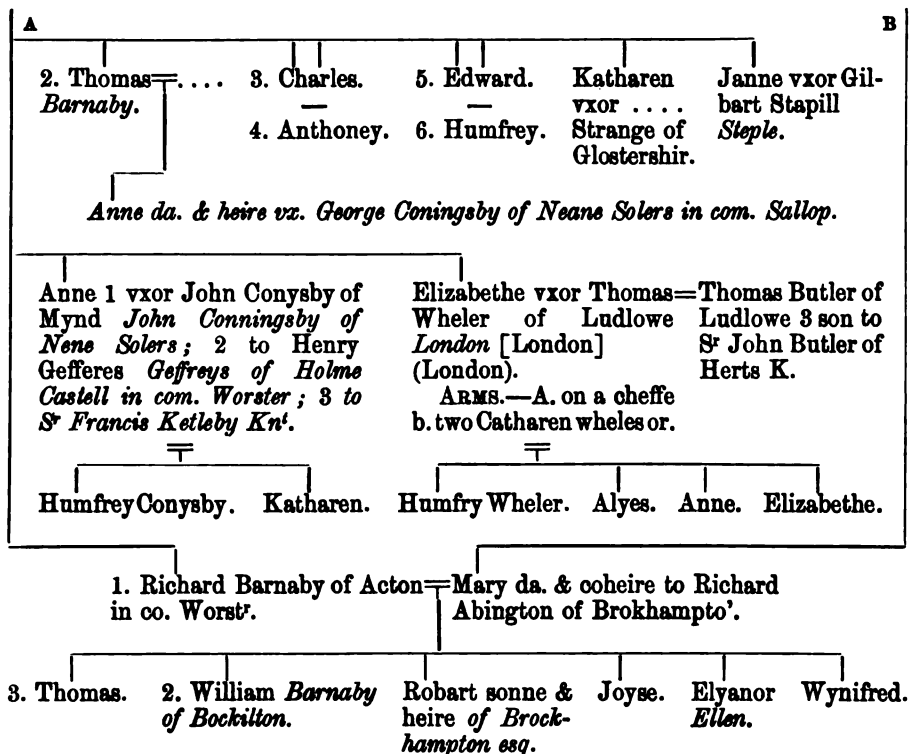 A B
2. Thomas=.... 3. Charles. 5. Edward. Katharen Janne vxor Gil-
Barnaby. — — vxor .... bart Stapill
4. Anthoney. 6. Humfrey. Strange of Steple.
Glostershir.
Anne da. & heire vx. George Coningsby of Neane Solers in com. Sallop.
Anne 1 vxor John Conysby of Elizabethe vxor Thomas=Thomas Butler of
Mynd John Conningsby of Wheler of Ludlowe Ludlowe 3 son to
Nene Solers; 2 to Henry London [London] Sʳ John Butler of
Gefferes Geffreys of Holme (London). Herts K.
Castell in com. Worster; 3 to ARMS.—A. on a cheffe
Sʳ Francis Ketleby Knᵗ. b. two Catharen wheles or.
Humfrey Conysby. Katharen. Humfry Wheler. Alyes. Anne. Elizabethe.
1. Richard Barnaby of Acton=Mary da. & coheire to Richard
in co. Worstʳ. Abington of Brokhampto'.
3. Thomas. 2. William Barnaby Robart sonne & Joyse. Elyanor Wynifred.
of Bockilton. heire of Brock- Ellen.
hampton esq.